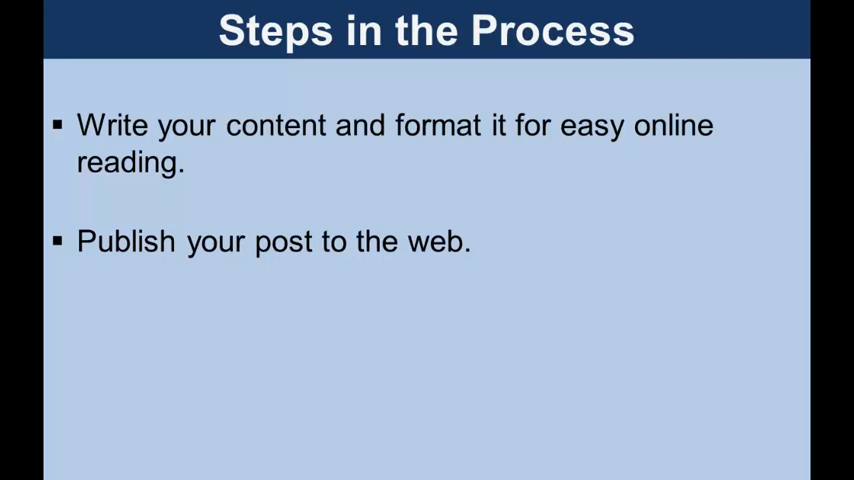 Steps in the Process
▪ Write your content and format it for easy online
reading.
▪ Publish your post to the web.